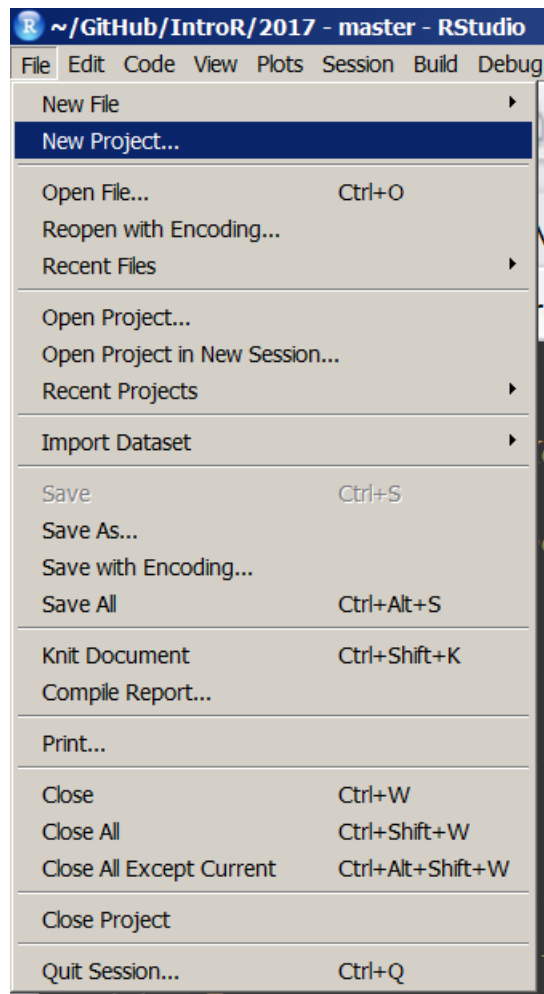 R ~/GitHub/IntroR/2017 - master - RStudio
File Edit Code View Plots Session Build Debug
New File
New Project...
Open File... Ctrl+O
Reopen with Encoding...
Recent Files
Open Project...
Open Project in New Session...
Recent Projects
Import Dataset
Save Ctrl+S
Save As...
Save with Encoding...
Save All Ctrl+Alt+S
Knit Document Ctrl+Shift+K
Compile Report...
Print...
Close Ctrl+W
Close All Ctrl+Shift+W
Close All Except Current Ctrl+Alt+Shift+W
Close Project
Quit Session... Ctrl+Q